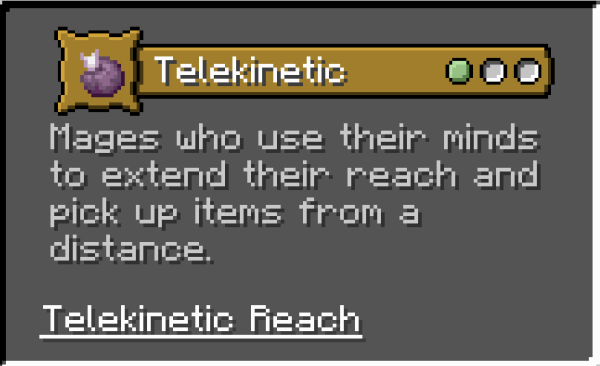 Telekinetic
Mages who use their minds
to extend their reach and
pick up items from a
distance.
Telekinetic Reach